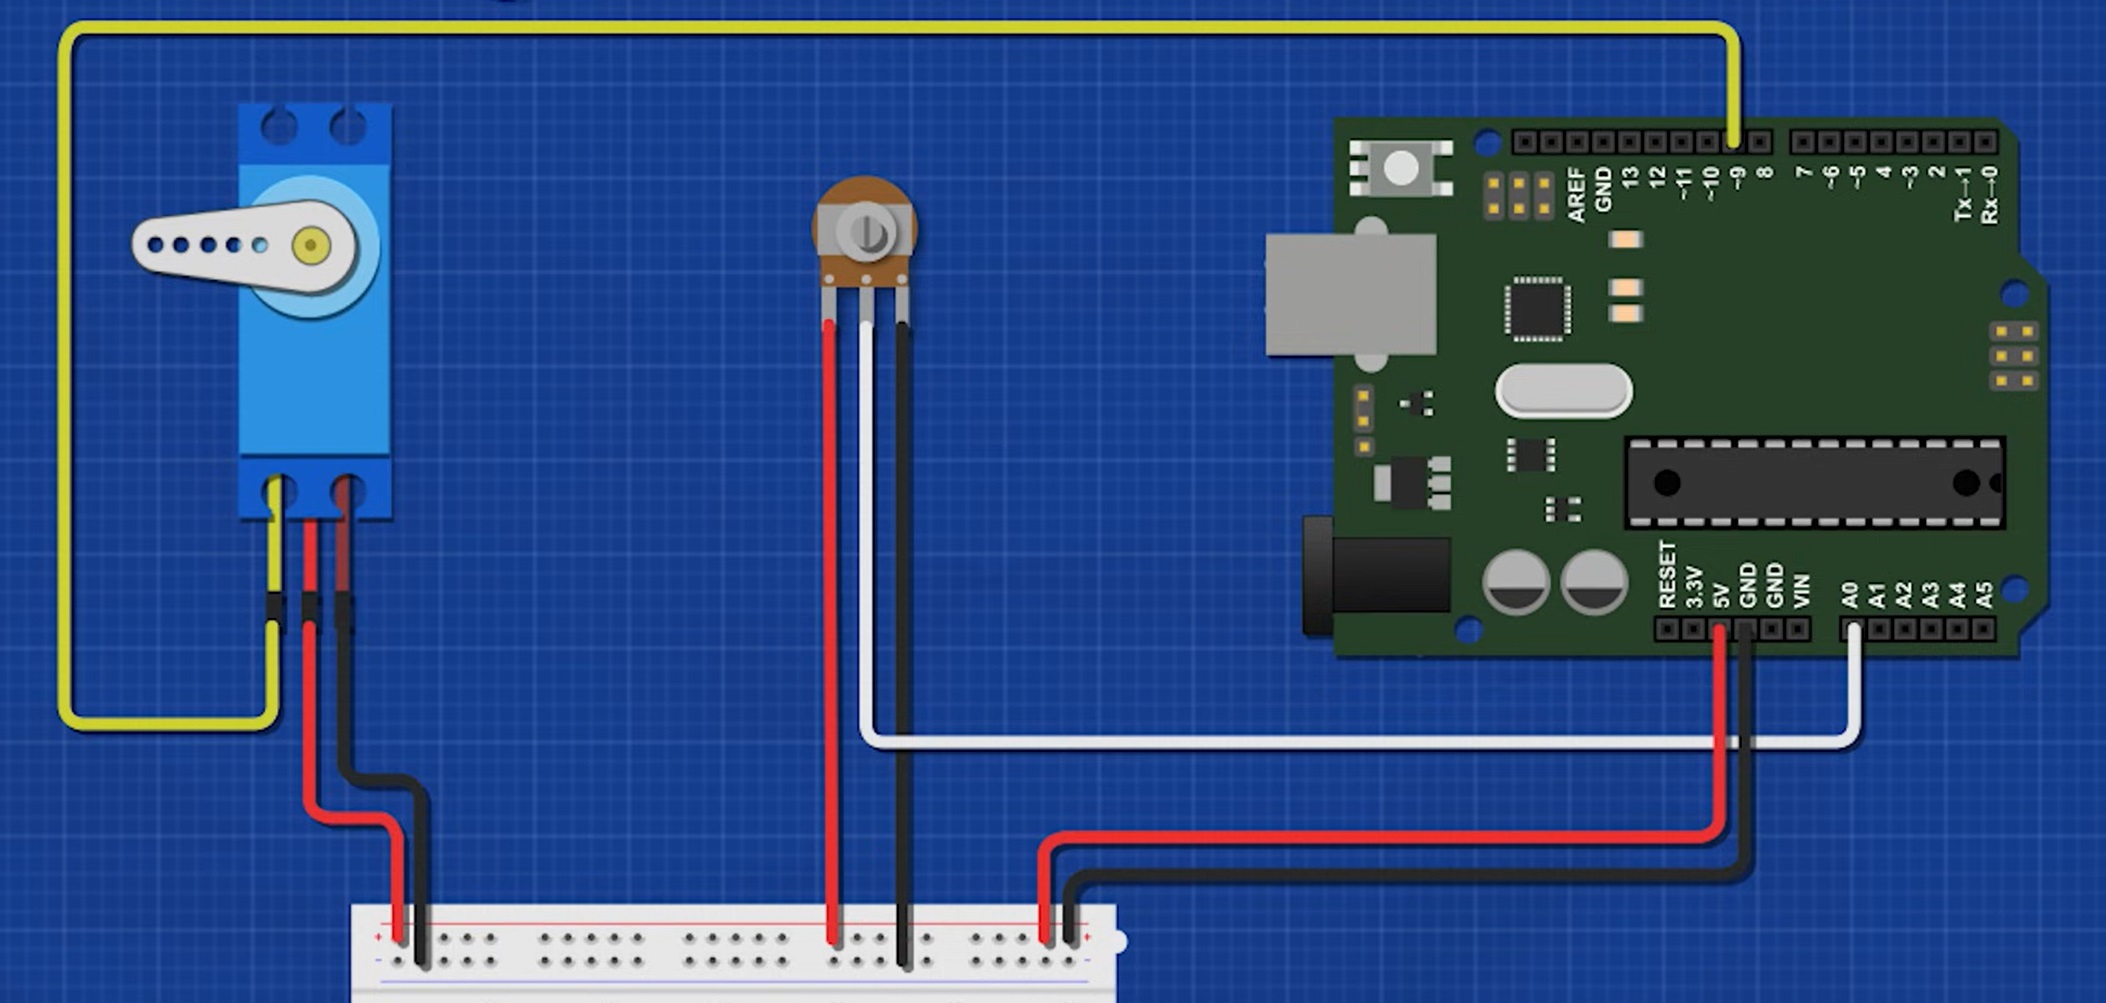 AREF
GND
13
12
~11
~10
~9
8
7
~6
~5
4
~3
2
Tx→1
Rx→0
RESET
3.3V
5V
GND
GND
VIN
A0
A1
A2
A3
A4
A5
+
+
-
-